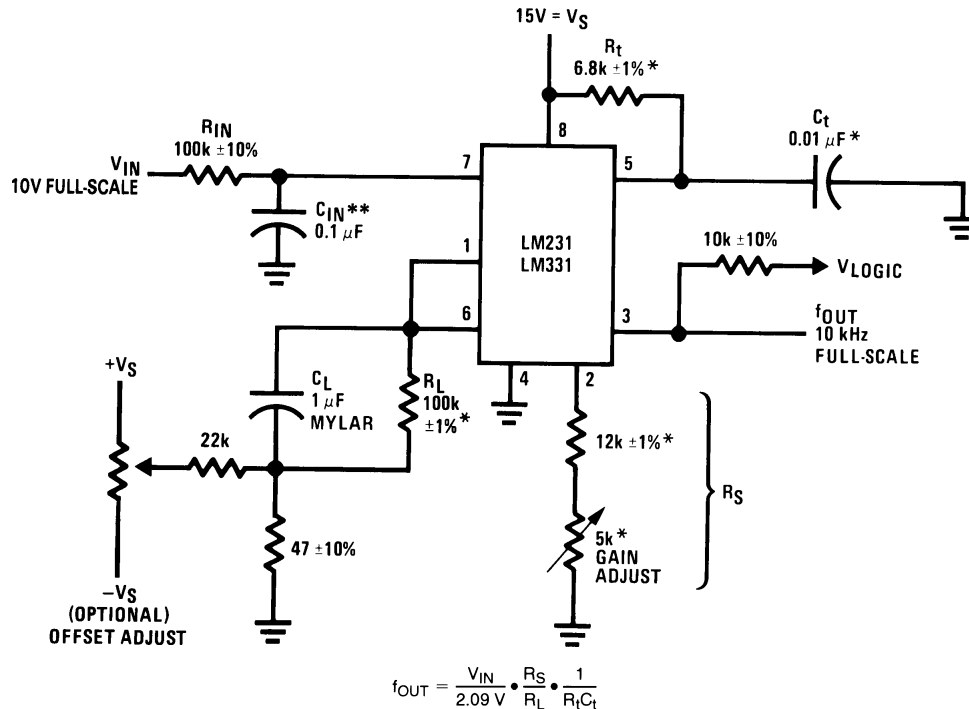 15V = VS
Rt
6.8k ±1% *
8
Ct
0.01 µF *
RIN
100k ±10%
VIN
10V FULL-SCALE
7
5
CIN**
0.1 µF
1
LM231
LM331
10k ±10%
VLOGIC
6
3
fOUT
10 kHz
FULL-SCALE
4
2
+VS
CL
1 µF
MYLAR
RL
100k
±1% *
12k ±1% *
22k
RS
47 ±10%
5k *
GAIN
ADJUST
−VS
(OPTIONAL)
OFFSET ADJUST
fOUT = VIN/2.09 V • RS/RL • 1/RtCt